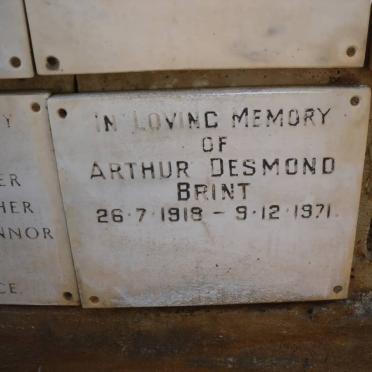 IN LOVING MEMORY
OF
ARTHUR DESMOND
BRINT
26·7·1918 – 9·12·1971.
Y
ER
HER
NNOR
CE.